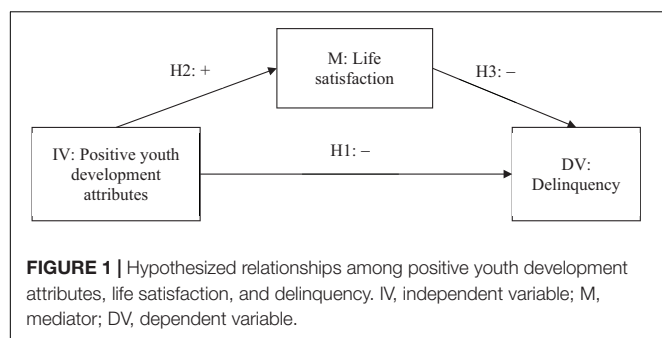 M: Life
satisfaction
H2: +
H3: –
IV: Positive youth
development
attributes
H1: –
DV:
Delinquency
FIGURE 1 | Hypothesized relationships among positive youth development
attributes, life satisfaction, and delinquency. IV, independent variable; M,
mediator; DV, dependent variable.